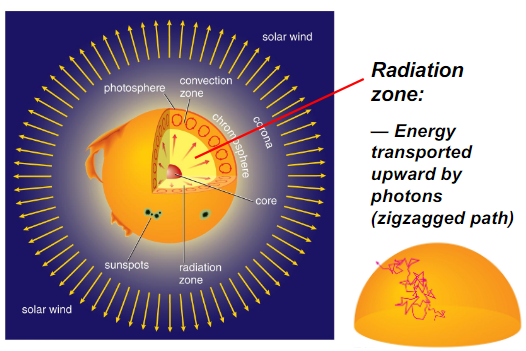 solar wind
photosphere
convection
zone
chromosphere
corona
core
sunspots
radiation
zone
solar wind
Radiation
zone:
— Energy
transported
upward by
photons
(zigzagged path)